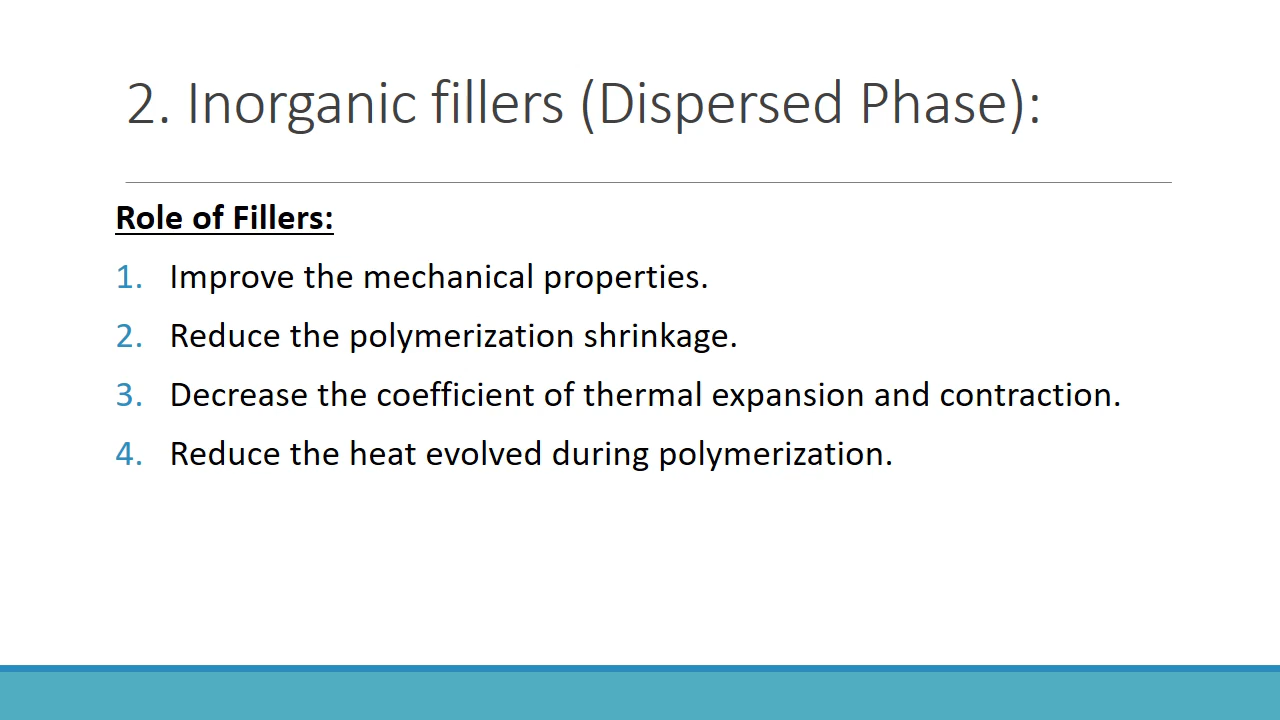 2. Inorganic fillers (Dispersed Phase):
Role of Fillers:
1. Improve the mechanical properties.
2. Reduce the polymerization shrinkage.
3. Decrease the coefficient of thermal expansion and contraction.
4. Reduce the heat evolved during polymerization.